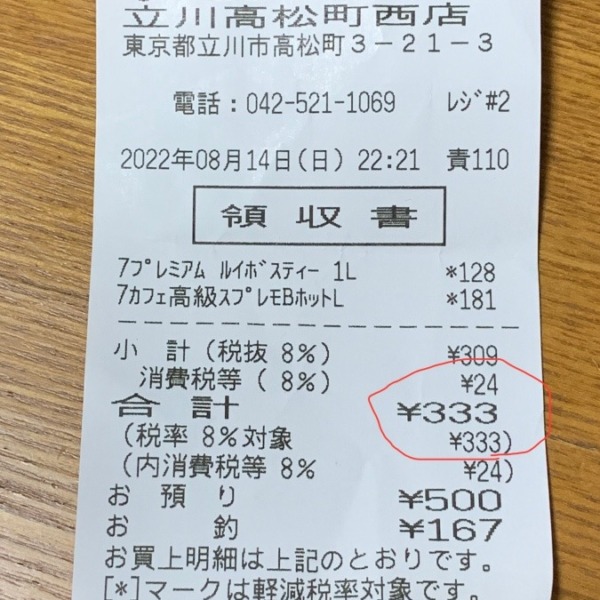 立川高松町西店
東京都立川市高松町3-21-3
電話:042-521-1069 レジ#2
2022年08月14日(日) 22:21 責110
領収書
7プレミアム ルイボスティー 1L *128
7カフェ高級スプレモBホットL *181
小 計(税抜 8%) ¥309
消費税等( 8%) ¥24
合 計 ¥333
(税率 8%対象 ¥333)
(内消費税等 8% ¥24)
お 預 り ¥500
お 釣 ¥167
お買上明細は上記のとおりです。
[*]マークは軽減税率対象です。